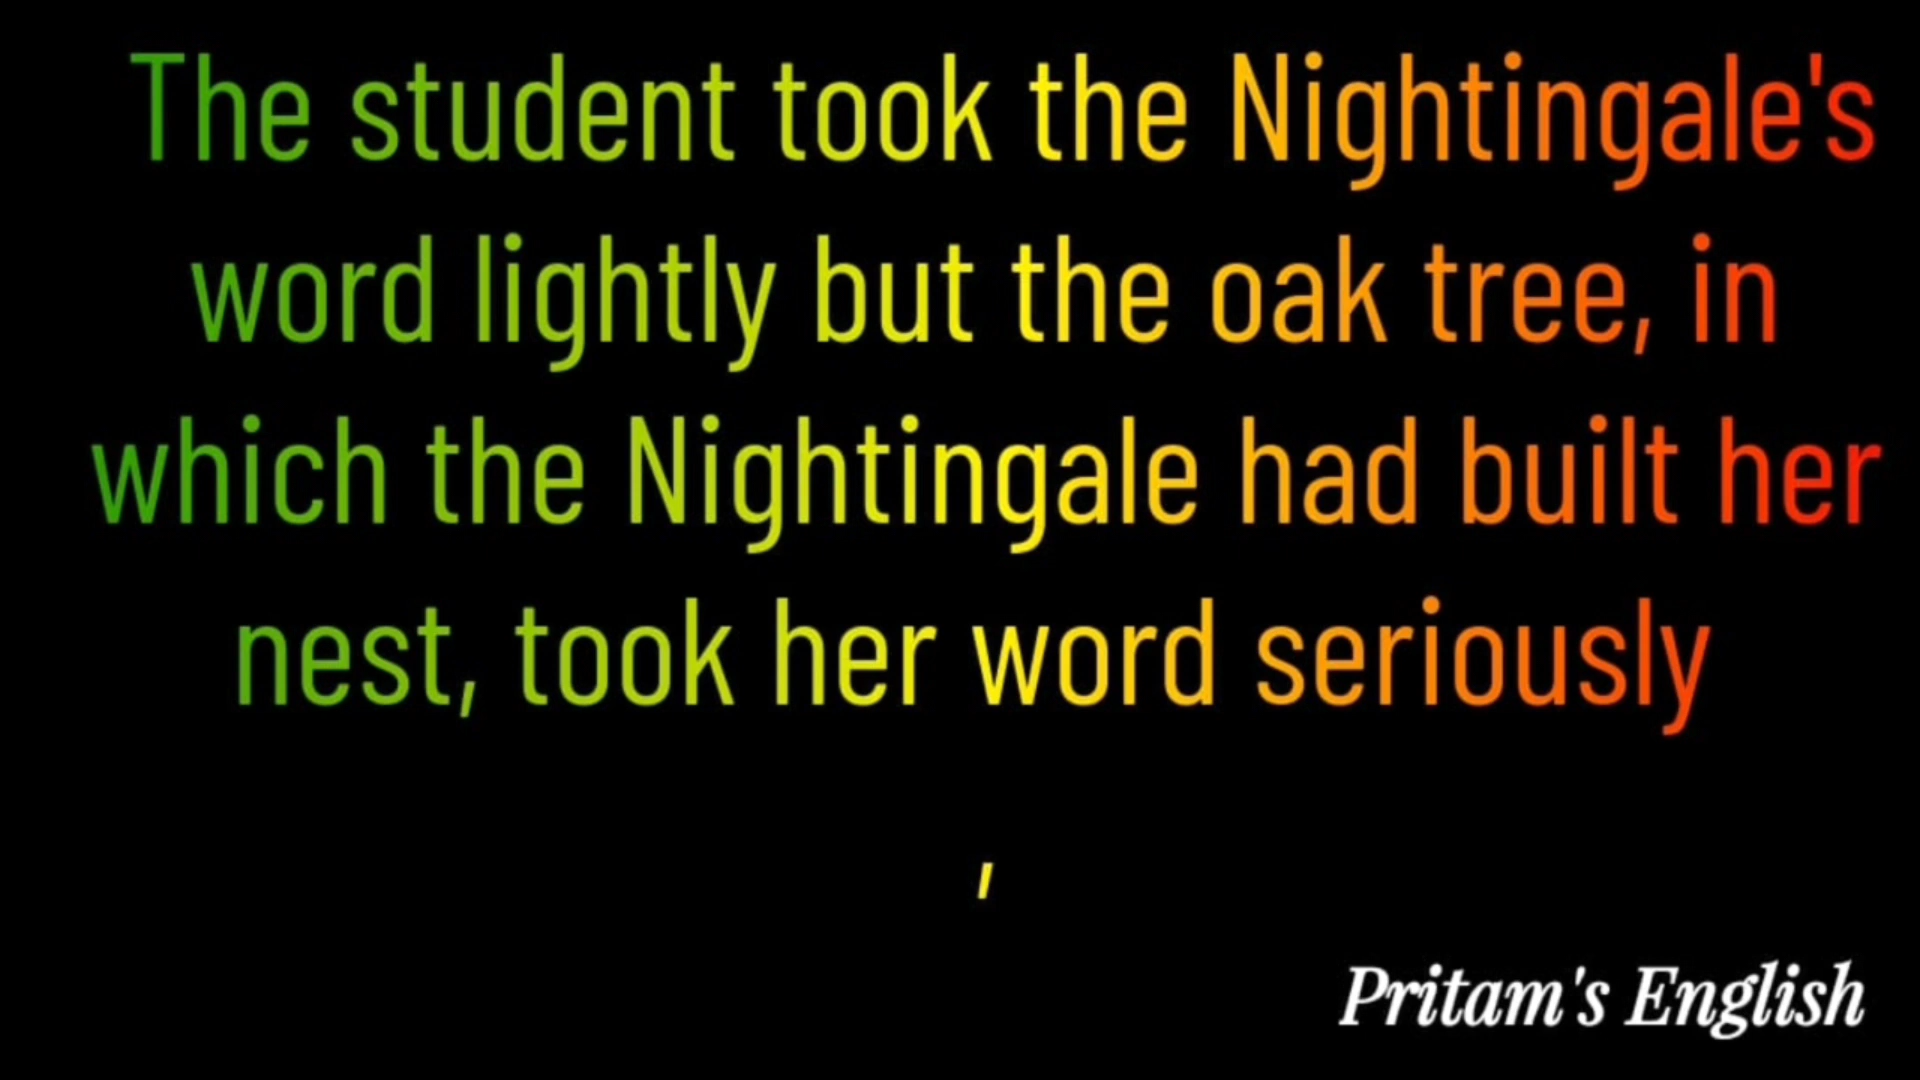 The student took the Nightingale's
word lightly but the oak tree, in
which the Nightingale had built her
nest, took her word seriously
,
Pritam's English